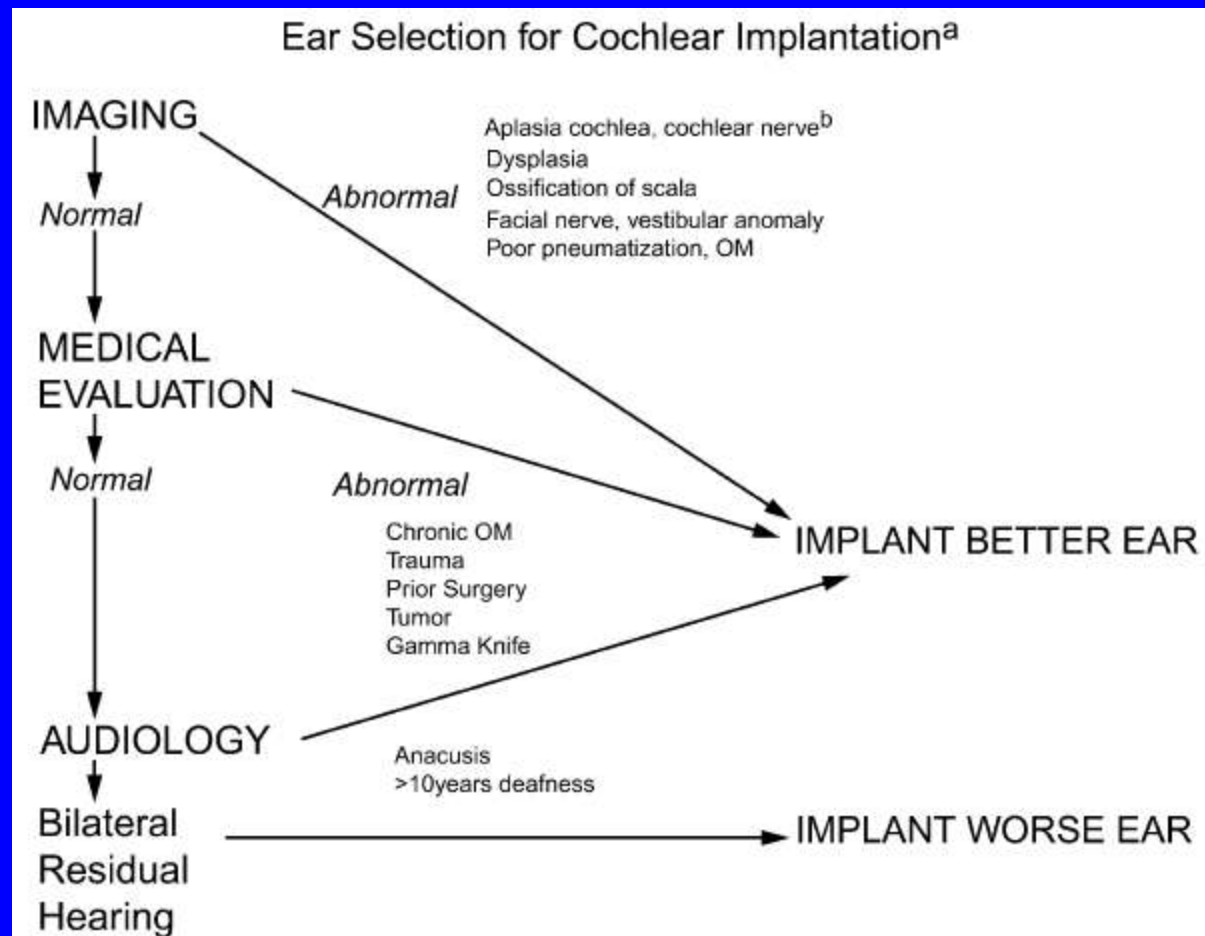 Ear Selection for Cochlear Implantationa
IMAGING
Aplasia cochlea, cochlear nerveb
Dysplasia
Abnormal
Ossification of scala
Normal
Facial nerve, vestibular anomaly
Poor pneumatization, OM
MEDICAL
EVALUATION
Normal
Abnormal
Chronic OM
Trauma
Prior Surgery
Tumor
Gamma Knife
IMPLANT BETTER EAR
AUDIOLOGY
Anacusis
>10years deafness
Bilateral
Residual
Hearing
IMPLANT WORSE EAR